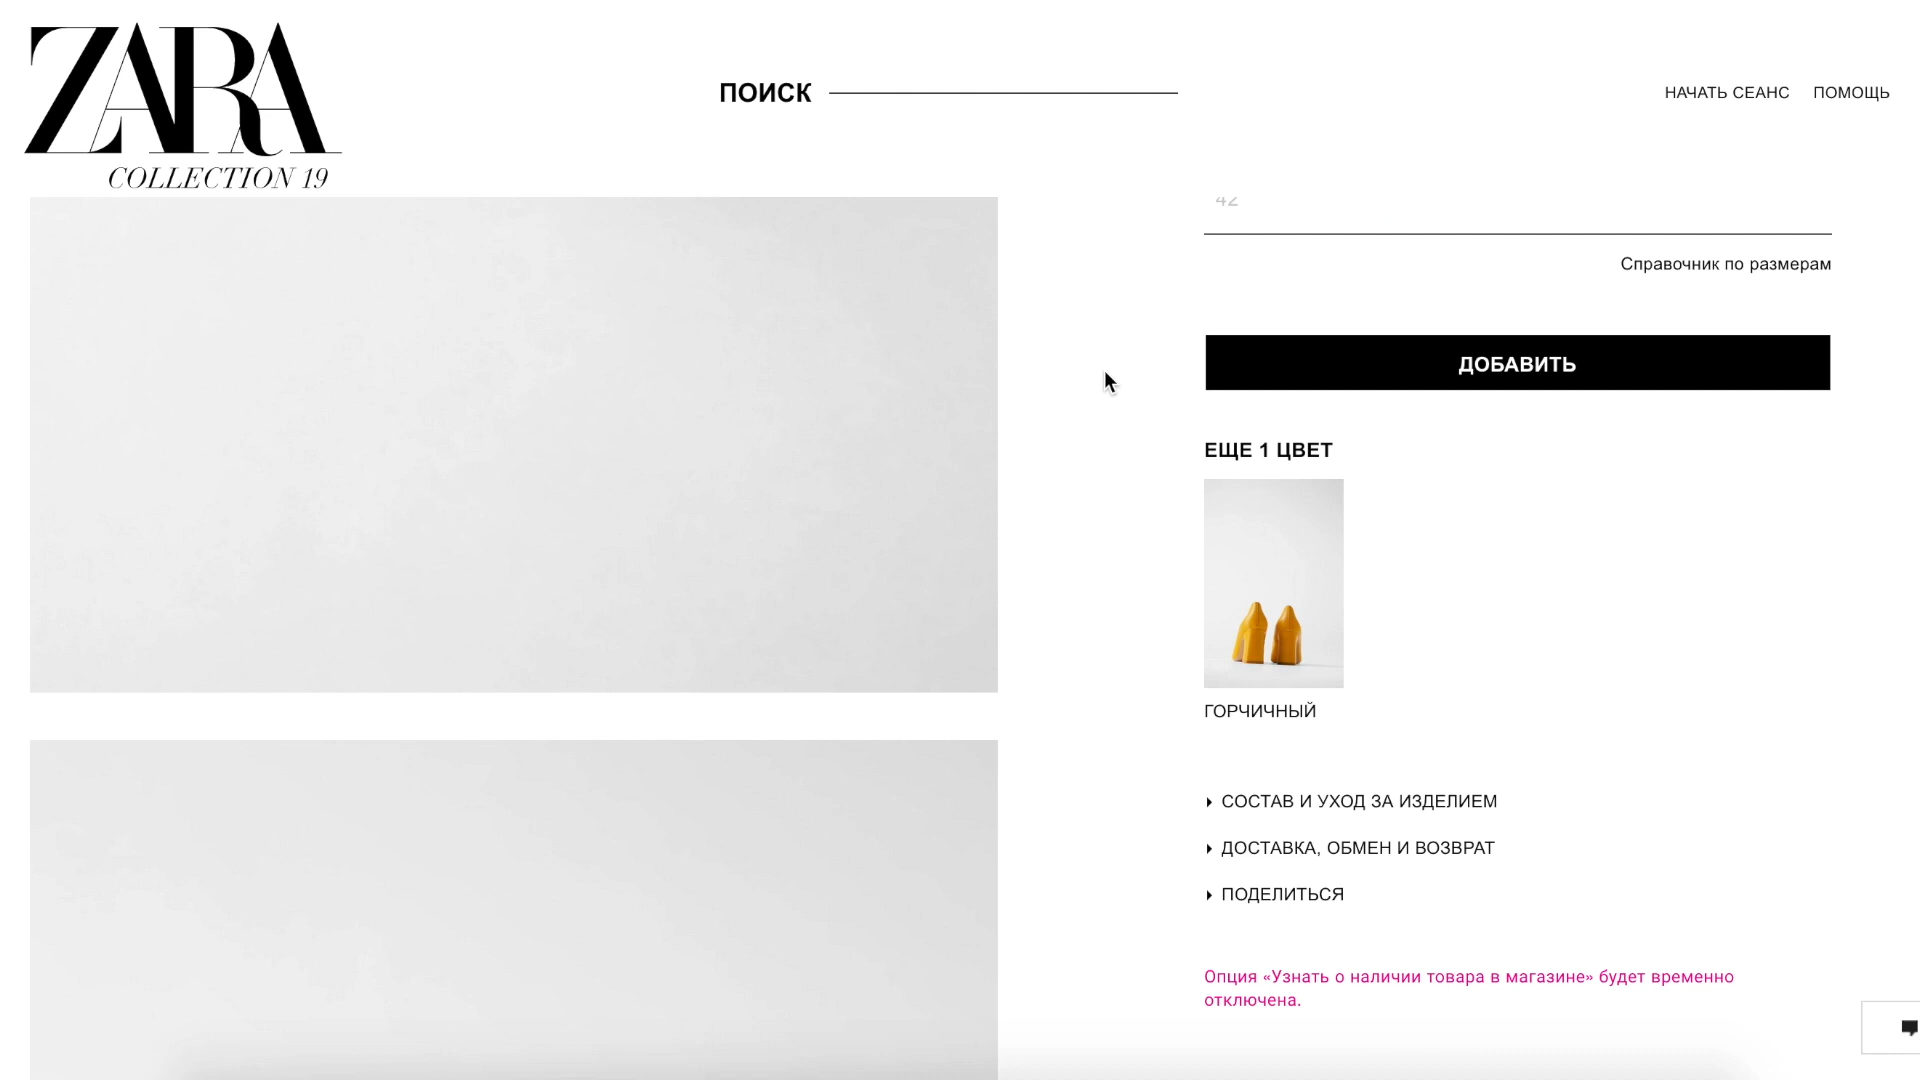 ZARA
COLLECTION 19
ПОИСК
НАЧАТЬ СЕАНС ПОМОЩЬ
42
Справочник по размерам
ДОБАВИТЬ
ЕЩЕ 1 ЦВЕТ
ГОРЧИЧНЫЙ
СОСТАВ И УХОД ЗА ИЗДЕЛИЕМ
ДОСТАВКА, ОБМЕН И ВОЗВРАТ
ПОДЕЛИТЬСЯ
Опция «Узнать о наличии товара в магазине» будет временно
отключена.